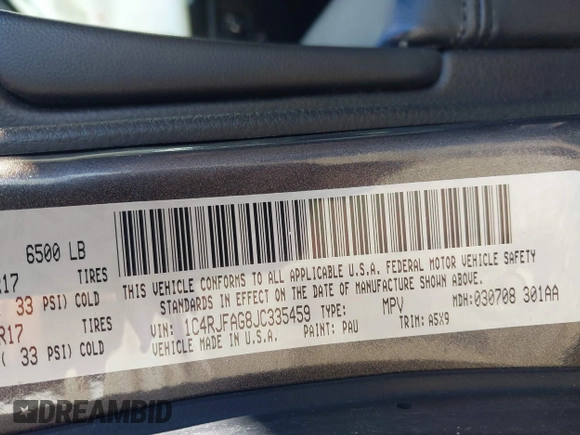 6500 LB
R17 TIRES
33 PSI) COLD
R17 TIRES
( 33 PSI) COLD
THIS VEHICLE CONFORMS TO ALL APPLICABLE U.S.A. FEDERAL MOTOR VEHICLE SAFETY
STANDARDS IN EFFECT ON THE DATE OF MANUFACTURE SHOWN ABOVE.
VIN: 1C4RJFAG8JC335459 TYPE: MPV MDH: 030708 301AA
VEHICLE MADE IN U.S.A. PAINT: PAU TRIM: A5X9
DREAMBID